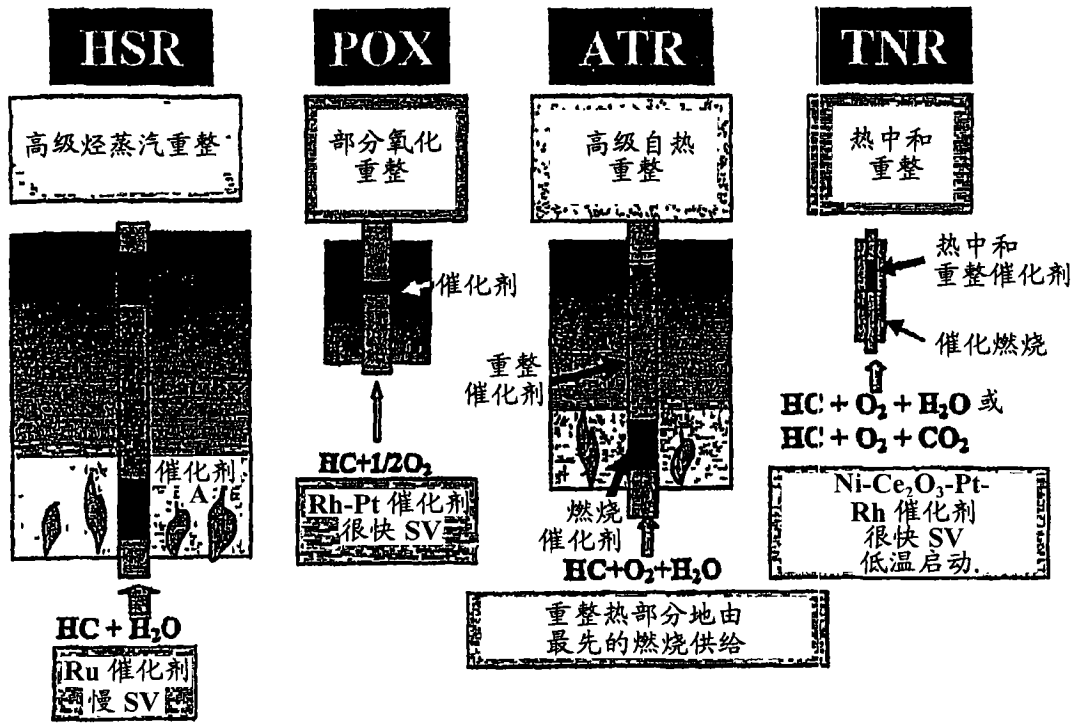 HSR
高级烃蒸汽重整
催化剂
A
HC + H₂O
Ru 催化剂
慢 SV
POX
部分氧化
重整
催化剂
HC+1/2O₂
Rh-Pt 催化剂
很快 SV
ATR
高级自热
重整
重整
催化剂
燃烧
催化剂
HC+O₂+H₂O
重整热部分地由
最先的燃烧供给
TNR
热中和
重整
热中和
重整催化剂
催化燃烧
HC + O₂ + H₂O 或
HC + O₂ + CO₂
Ni-Ce₂O₃-Pt-
Rh 催化剂
很快 SV
低温启动.